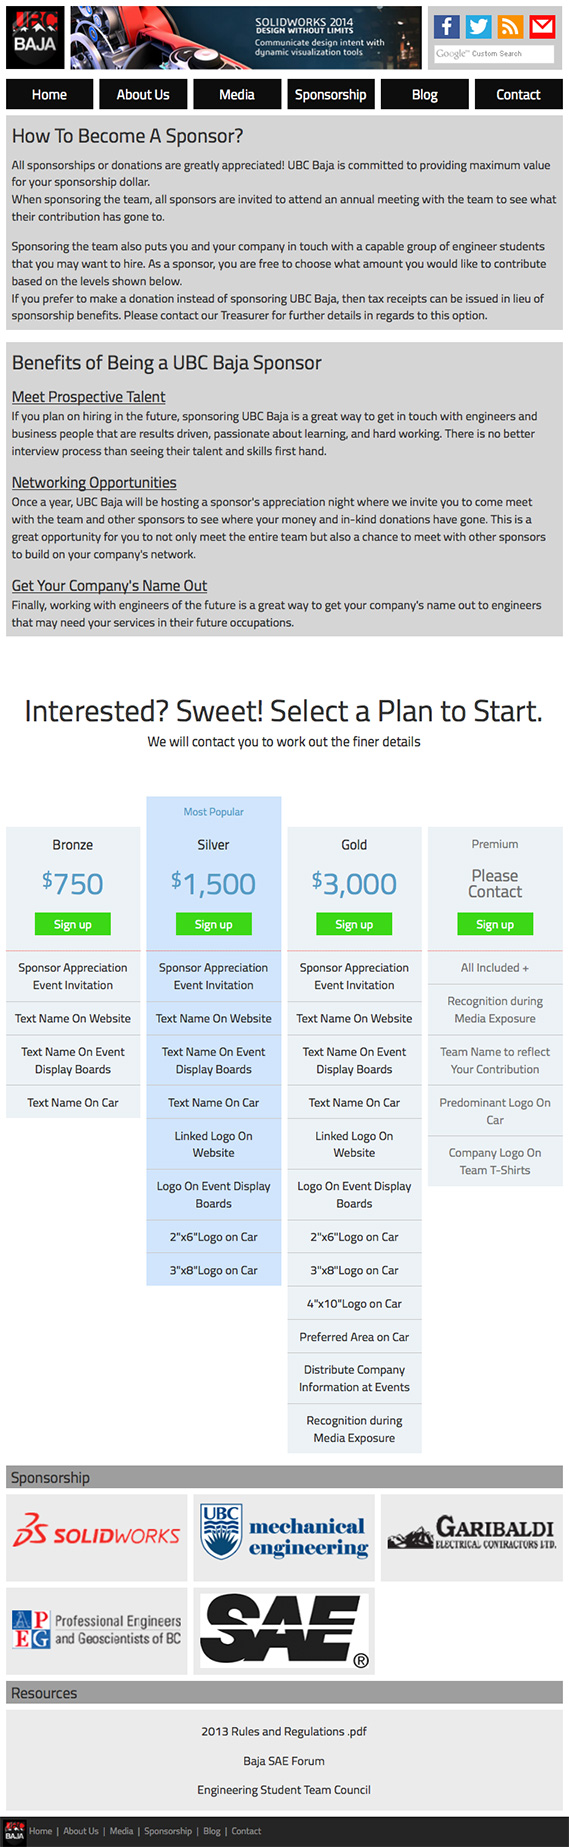 UBC
BAJA
SOLIDWORKS 2014
DESIGN WITHOUT LIMITS
Communicate design intent with
dynamic visualization tools
Google™ Custom Search
Home
About Us
Media
Sponsorship
Blog
Contact
How To Become A Sponsor?
All sponsorships or donations are greatly appreciated! UBC Baja is committed to providing maximum value
for your sponsorship dollar.
When sponsoring the team, all sponsors are invited to attend an annual meeting with the team to see what
their contribution has gone to.
Sponsoring the team also puts you and your company in touch with a capable group of engineer students
that you may want to hire. As a sponsor, you are free to choose what amount you would like to contribute
based on the levels shown below.
If you prefer to make a donation instead of sponsoring UBC Baja, then tax receipts can be issued in lieu of
sponsorship benefits. Please contact our Treasurer for further details in regards to this option.
Benefits of Being a UBC Baja Sponsor
Meet Prospective Talent
If you plan on hiring in the future, sponsoring UBC Baja is a great way to get in touch with engineers and
business people that are results driven, passionate about learning, and hard working. There is no better
interview process than seeing their talent and skills first hand.
Networking Opportunities
Once a year, UBC Baja will be hosting a sponsor's appreciation night where we invite you to come meet
with the team and other sponsors to see where your money and in-kind donations have gone. This is a
great opportunity for you to not only meet the entire team but also a chance to meet with other sponsors
to build on your company's network.
Get Your Company's Name Out
Finally, working with engineers of the future is a great way to get your company's name out to engineers
that may need your services in their future occupations.
Interested? Sweet! Select a Plan to Start.
We will contact you to work out the finer details
Bronze
$750
Sign up
Sponsor Appreciation
Event Invitation
Text Name On Website
Text Name On Event
Display Boards
Text Name On Car
Most Popular
Silver
$1,500
Sign up
Sponsor Appreciation
Event Invitation
Text Name On Website
Text Name On Event
Display Boards
Text Name On Car
Linked Logo On
Website
Logo On Event Display
Boards
2"x6"Logo on Car
3"x8"Logo on Car
Gold
$3,000
Sign up
Sponsor Appreciation
Event Invitation
Text Name On Website
Text Name On Event
Display Boards
Text Name On Car
Linked Logo On
Website
Logo On Event Display
Boards
2"x6"Logo on Car
3"x8"Logo on Car
4"x10"Logo on Car
Preferred Area on Car
Distribute Company
Information at Events
Recognition during
Media Exposure
Premium
Please
Contact
Sign up
All Included +
Recognition during
Media Exposure
Team Name to reflect
Your Contribution
Predominant Logo On
Car
Company Logo On
Team T-Shirts
Sponsorship
SOLIDWORKS
UBC
mechanical
engineering
GARIBALDI
ELECTRICAL CONTRACTORS LTD.
AP
EG
Professional Engineers
and Geoscientists of BC
SAE®
Resources
2013 Rules and Regulations .pdf
Baja SAE Forum
Engineering Student Team Council
BAJA
Home | About Us | Media | Sponsorship | Blog | Contact